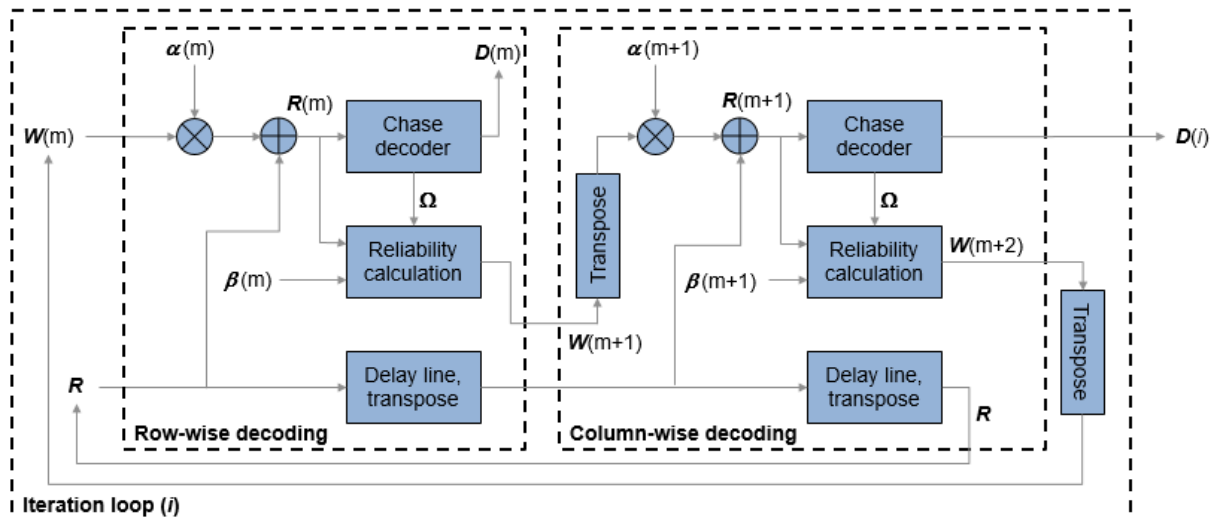 α(m)
D(m)
α(m+1)
R(m)
R(m+1)
W(m)
Chase
decoder
Chase
decoder
D(i)
Ω
Ω
Transpose
Reliability
calculation
Reliability
calculation
W(m+2)
β(m)
β(m+1)
W(m+1)
Transpose
R
Delay line,
transpose
Delay line,
transpose
R
Row-wise decoding
Column-wise decoding
Iteration loop (i)